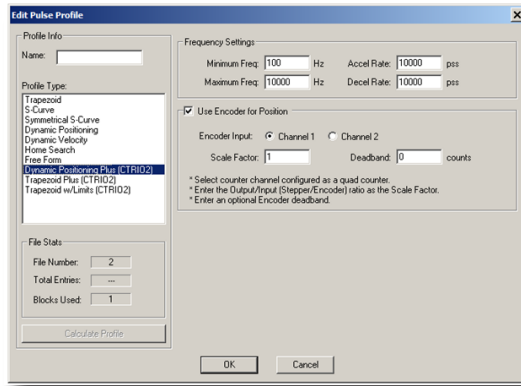 Edit Pulse Profile
Profile Info
Name:
Profile Type:
Trapezoid
S-Curve
Symmetrical S-Curve
Dynamic Positioning
Dynamic Velocity
Home Search
Free Form
Dynamic Positioning Plus (CTRIO2)
Trapezoid Plus (CTRIO2)
Trapezoid w/Limits (CTRIO2)
File Stats
File Number: 2
Total Entries: ---
Blocks Used: 1
Calculate Profile
Frequency Settings
Minimum Freq: 100 Hz Accel Rate: 10000 pss
Maximum Freq: 10000 Hz Decel Rate: 10000 pss
Use Encoder for Position
Encoder Input: Channel 1 Channel 2
Scale Factor: 1 Deadband: 0 counts
* Select counter channel configured as a quad counter.
* Enter the Output/Input (Stepper/Encoder) ratio as the Scale Factor.
* Enter an optional Encoder deadband.
OK Cancel